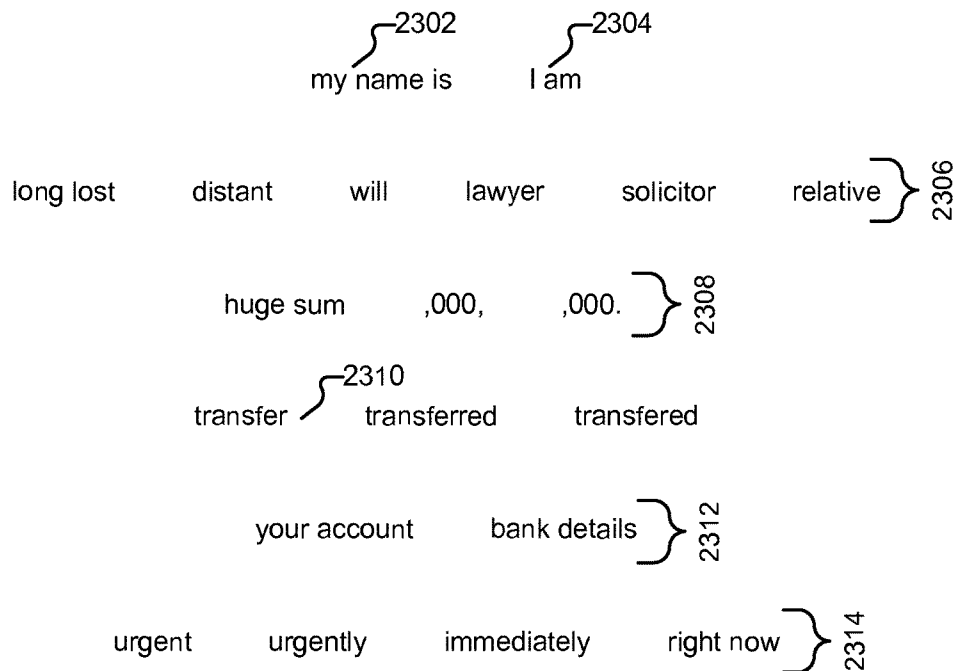 2302 2304
my name is I am
long lost distant will lawyer solicitor relative 2306
huge sum ,000, ,000. 2308
2310
transfer transferred transfered
your account bank details 2312
urgent urgently immediately right now 2314